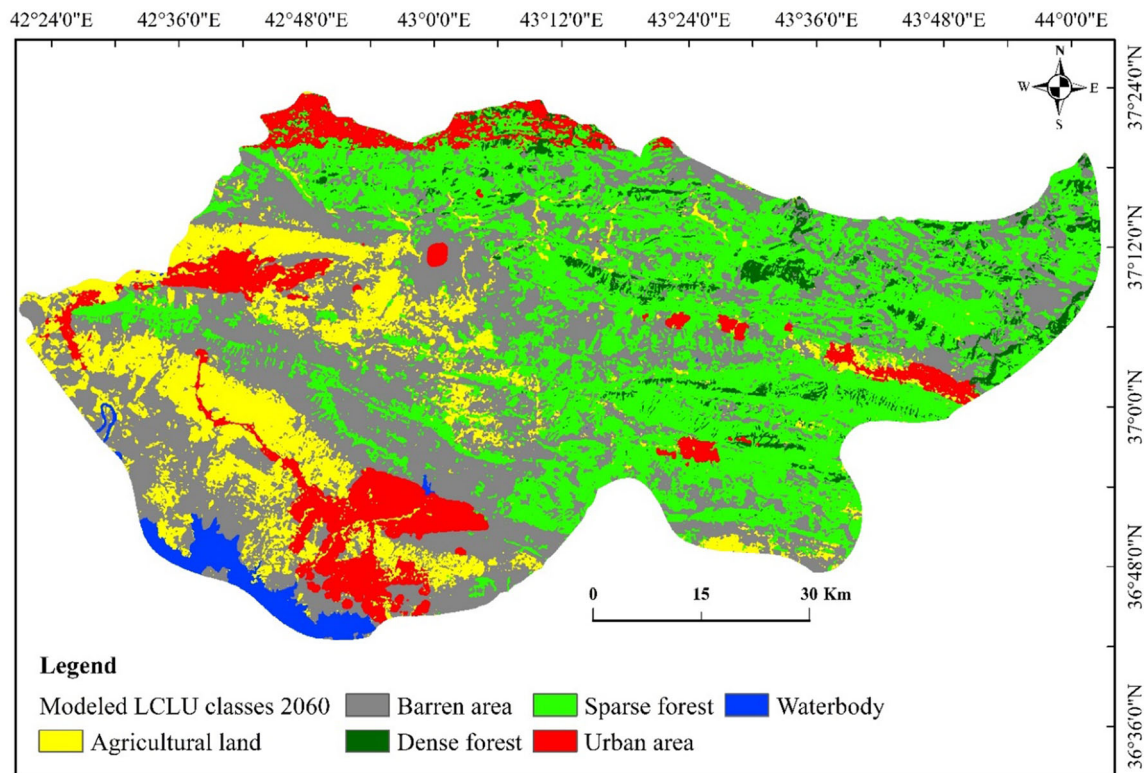 42°24'0"E 42°36'0"E 42°48'0"E 43°0'0"E 43°12'0"E 43°24'0"E 43°36'0"E 43°48'0"E 44°0'0"E
N
W E
S
37°24'0"N
37°12'0"N
37°0'0"N
36°48'0"N
36°36'0"N
0 15 30 Km
Legend
Modeled LCLU classes 2060 Barren area Sparse forest Waterbody
Agricultural land Dense forest Urban area